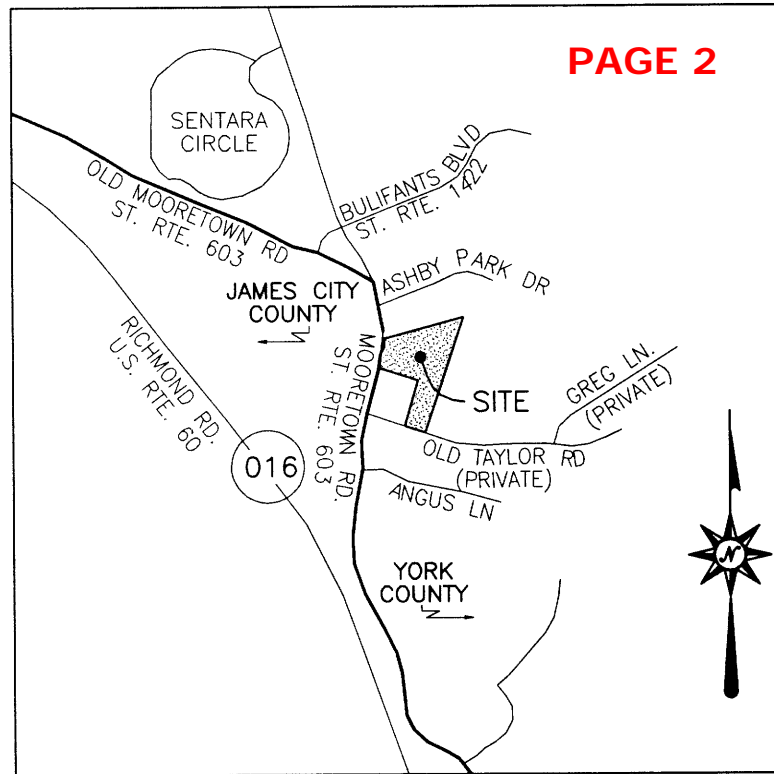 PAGE 2
SENTARA
CIRCLE
BULIFANTS BLVD
ST. RTE. 1422
OLD MOORETOWN RD
ST. RTE. 603
ASHBY PARK DR
JAMES CITY
COUNTY
RICHMOND RD.
U.S. RTE. 60
MOORETOWN RD.
ST. RTE. 603
SITE
GREG LN.
(PRIVATE)
OLD TAYLOR RD
(PRIVATE)
016
ANGUS LN
YORK
COUNTY
N